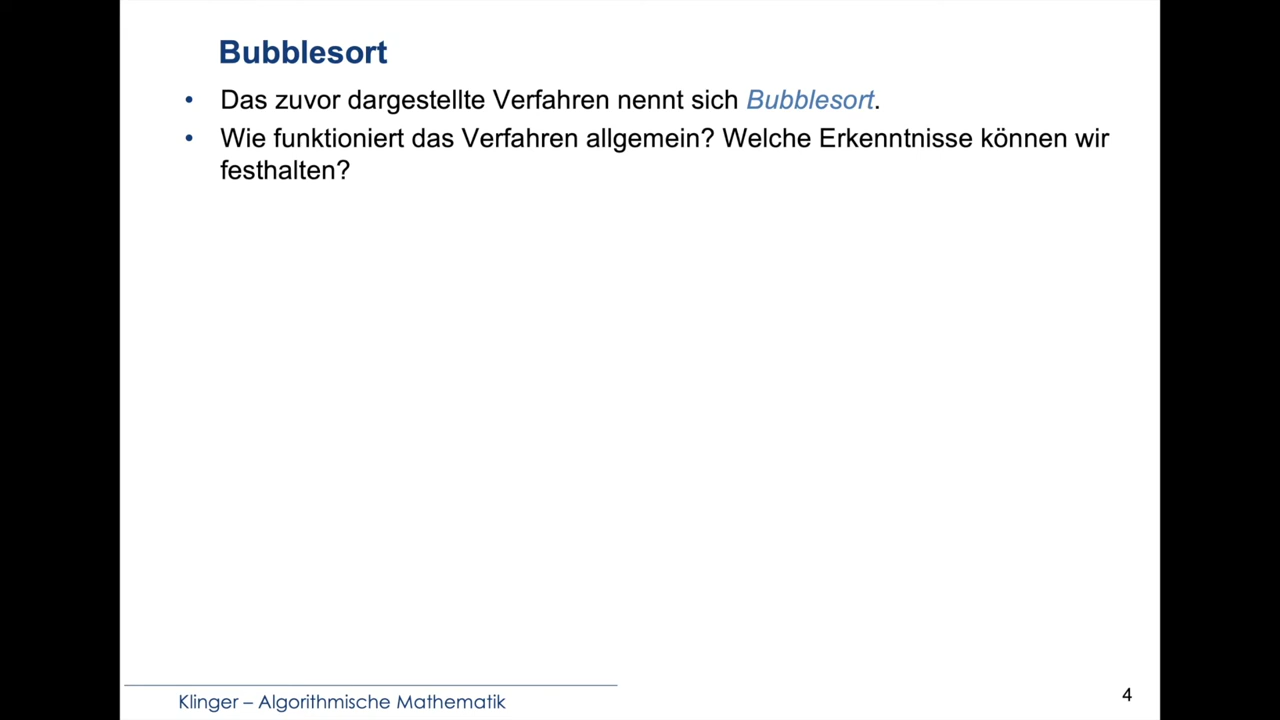 Bubblesort
• Das zuvor dargestellte Verfahren nennt sich Bubblesort.
• Wie funktioniert das Verfahren allgemein? Welche Erkenntnisse können wir
festhalten?
Klinger – Algorithmische Mathematik
4